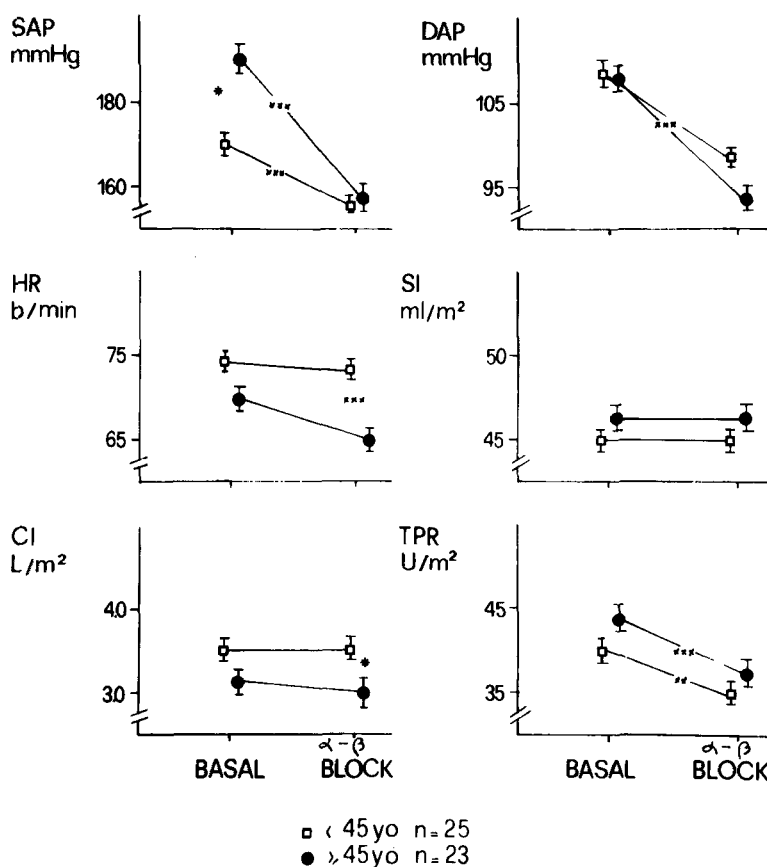 SAP
mmHg
180
160
***
***
*
DAP
mmHg
105
95
***
HR
b/min
75
65
***
SI
ml/m²
50
45
CI
L/m²
4.0
3.0
*
BASAL
α-β
BLOCK
TPR
U/m²
45
35
***
**
BASAL
α-β
BLOCK
□ < 45yo n=25
● ⩾ 45yo n=23